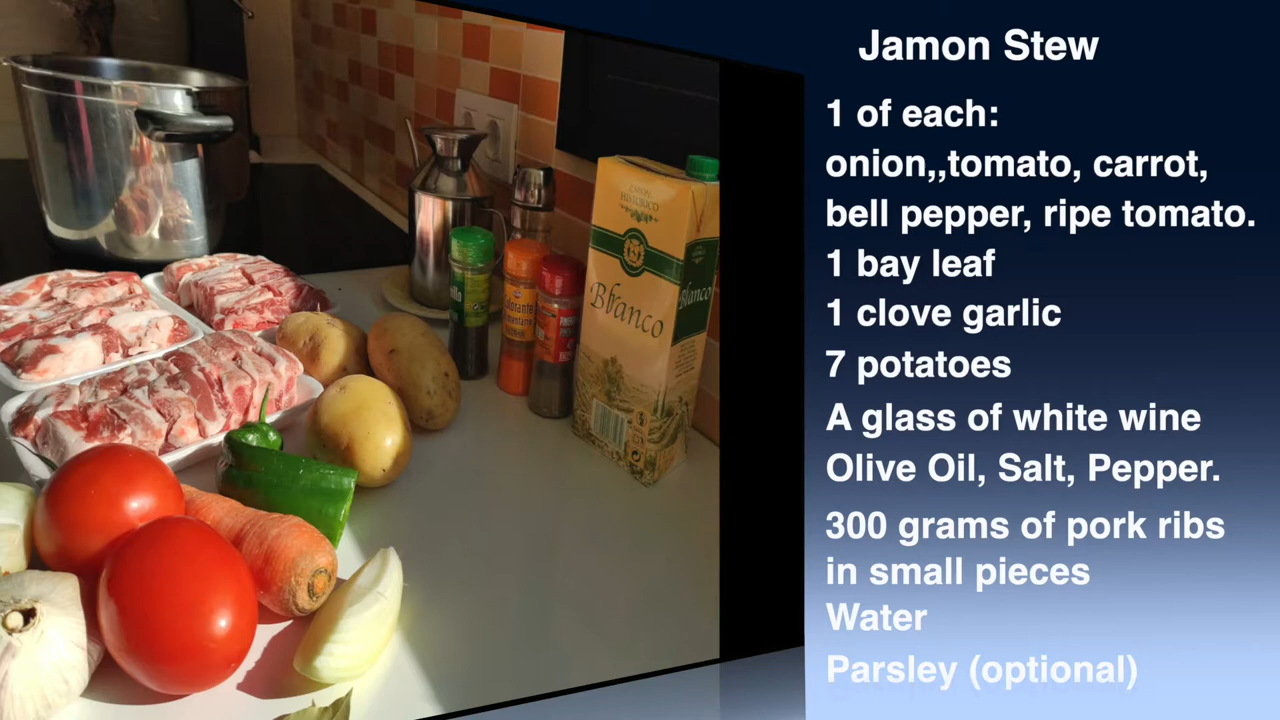 Jamon Stew
1 of each:
onion,,tomato, carrot,
bell pepper, ripe tomato.
1 bay leaf
1 clove garlic
7 potatoes
A glass of white wine
Olive Oil, Salt, Pepper.
300 grams of pork ribs
in small pieces
Water
Parsley (optional)
HISTORICO
Blanco
Blanco